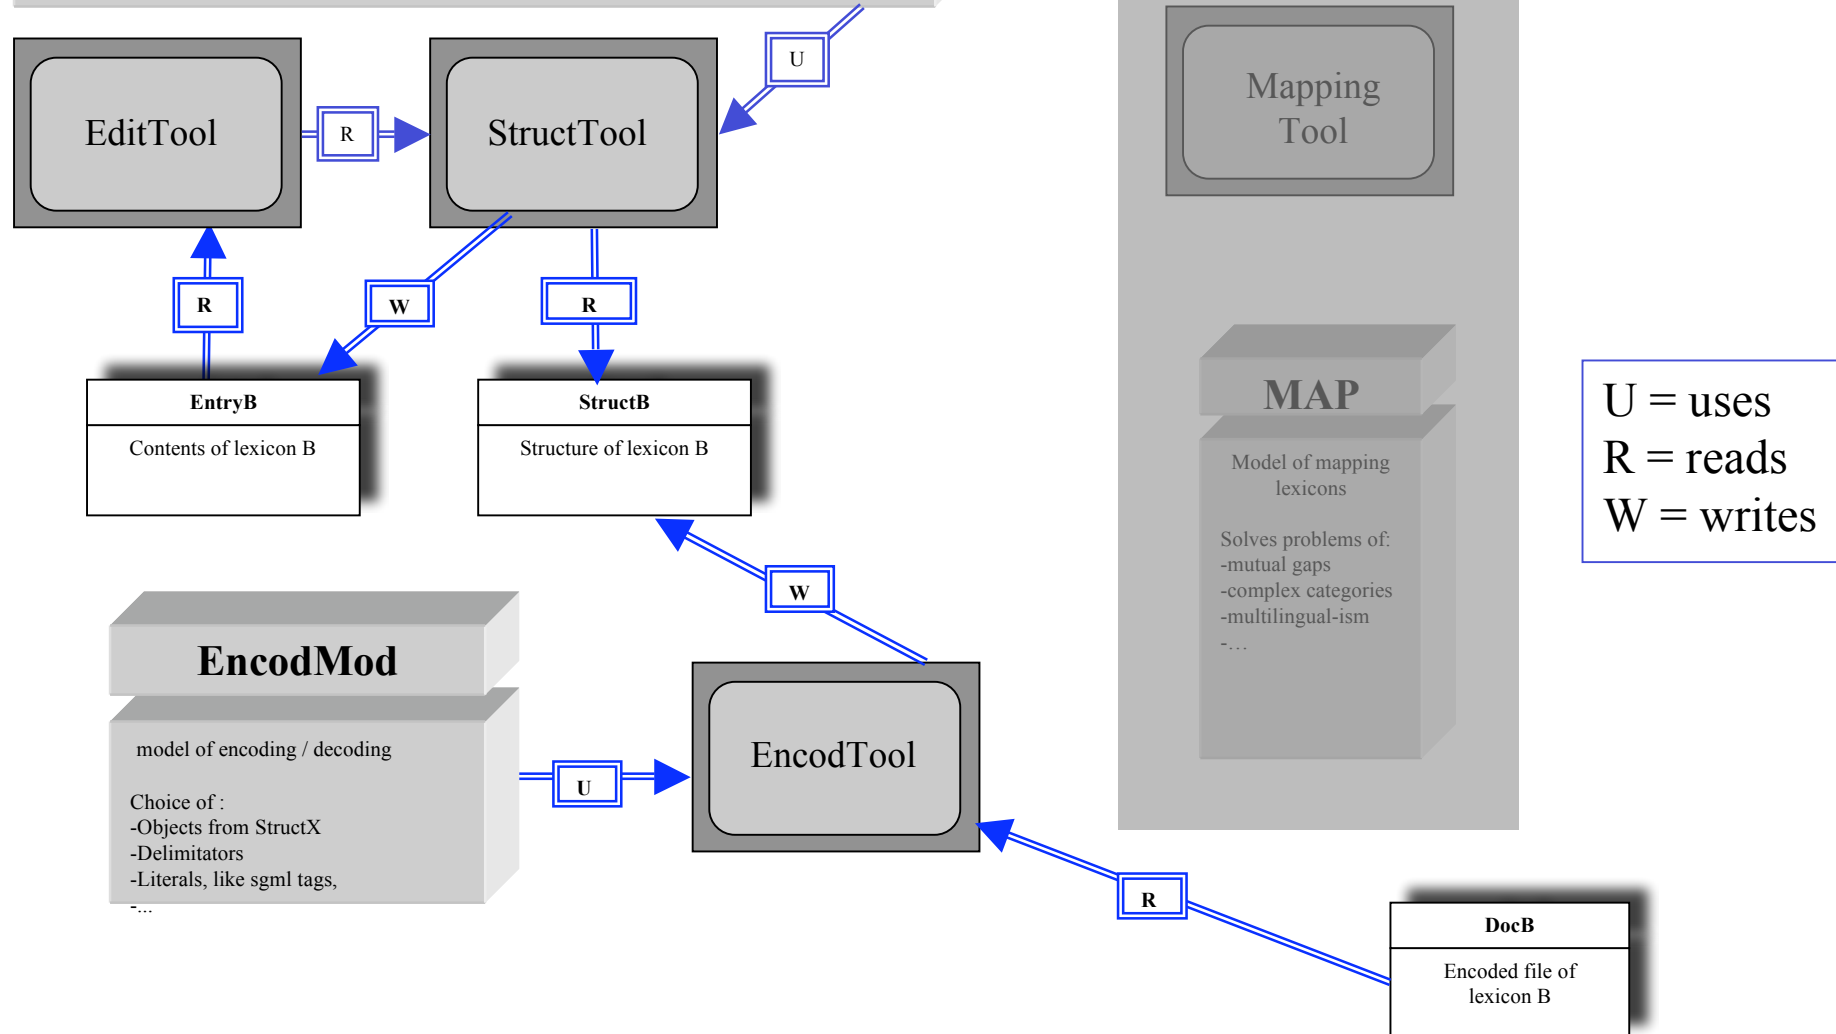 U
Mapping
Tool
EditTool
R
StructTool
R
W
R
EntryB
Contents of lexicon B
StructB
Structure of lexicon B
MAP
Model of mapping
lexicons
Solves problems of:
-mutual gaps
-complex categories
-multilingual-ism
-…
U = uses
R = reads
W = writes
W
EncodMod
model of encoding / decoding
Choice of :
-Objects from StructX
-Delimitators
-Literals, like sgml tags,
-...
U
EncodTool
R
DocB
Encoded file of
lexicon B